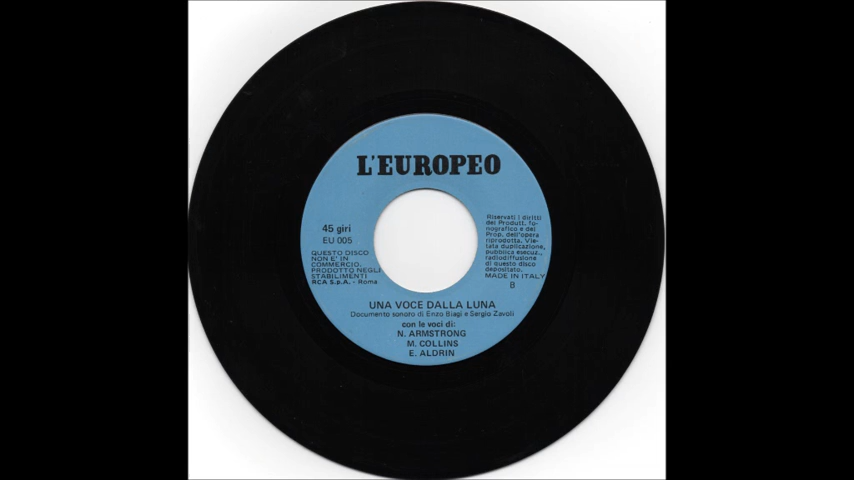 L'EUROPEO
45 giri
EU 005
QUESTO DISCO
NON E' IN
COMMERCIO.
PRODOTTO NEGLI
STABILIMENTI
RCA S.p.A. - Roma
Riservati i diritti
del Produtt. fo-
nografico e del
Prop. dell'opera
riprodotta. Vie-
tata duplicazione,
pubblica esecuz.,
radiodiffusione
di questo disco
depositato.
MADE IN ITALY
B
UNA VOCE DALLA LUNA
Documento sonoro di Enzo Biagi e Sergio Zavoli
con le voci di:
N. ARMSTRONG
M. COLLINS
E. ALDRIN